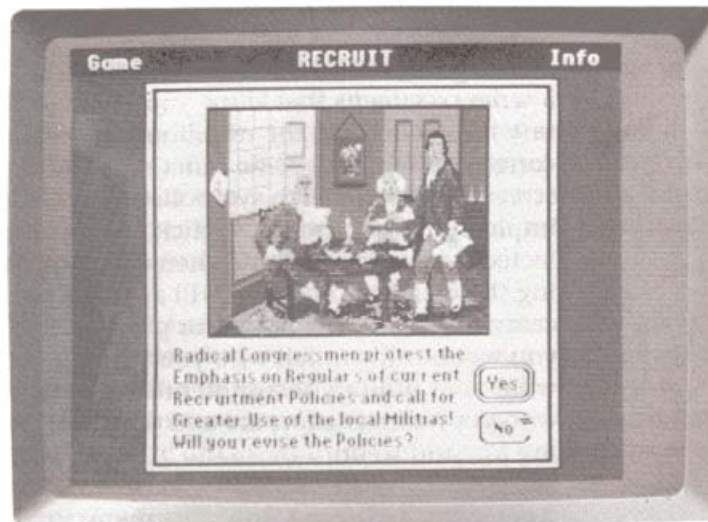 Game RECRUIT Info
Radical Congressmen protest the
Emphasis on Regulars of current
Recruitment Policies and call for
Greater Use of the local Militias!
Will you revise the Policies?
Yes
No